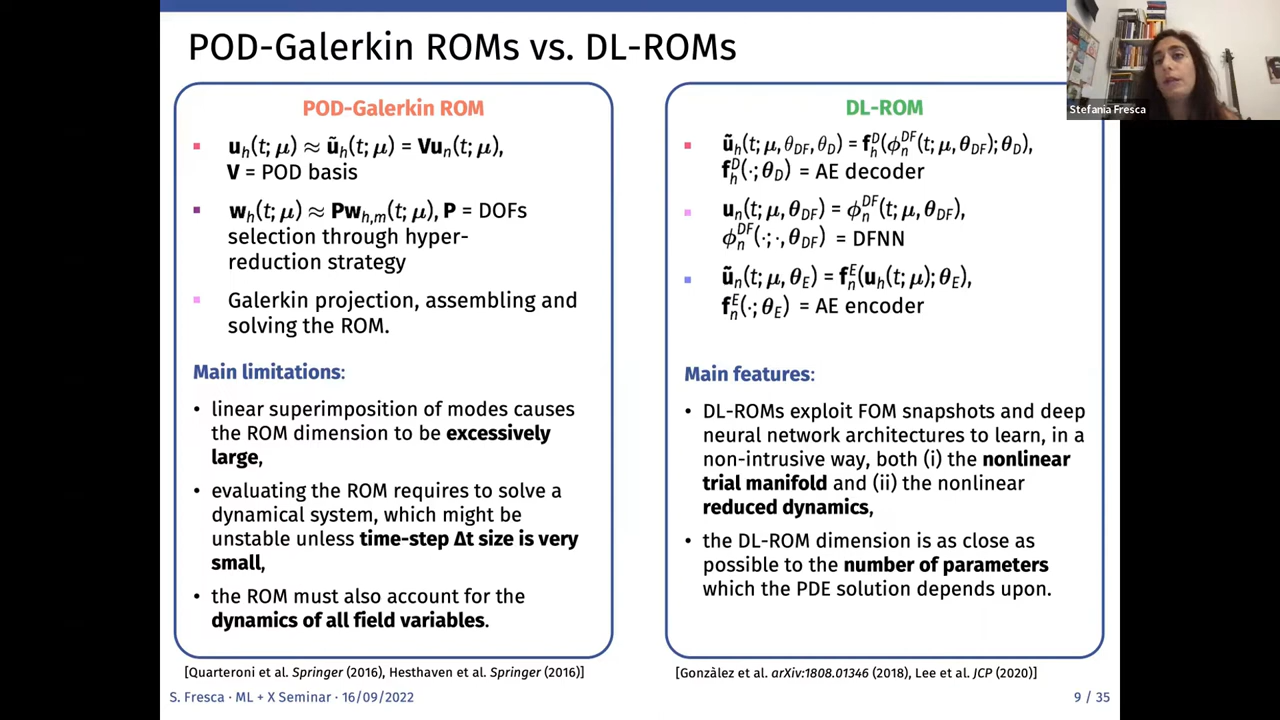 POD-Galerkin ROMs vs. DL-ROMs
POD-Galerkin ROM
u_h(t; μ) ≈ ũ_h(t; μ) = Vu_n(t; μ),
V = POD basis
w_h(t; μ) ≈ Pw_{h,m}(t; μ), P = DOFs
selection through hyper-
reduction strategy
Galerkin projection, assembling and
solving the ROM.
Main limitations:
• linear superimposition of modes causes
the ROM dimension to be excessively
large,
• evaluating the ROM requires to solve a
dynamical system, which might be
unstable unless time-step Δt size is very
small,
• the ROM must also account for the
dynamics of all field variables.
[Quarteroni et al. Springer (2016), Hesthaven et al. Springer (2016)]
DL-ROM
ũ_h(t; μ, θ_DF, θ_D) = f_h^D(ϕ_n^DF(t; μ, θ_DF); θ_D),
f_h^D(·; θ_D) = AE decoder
u_n(t; μ, θ_DF) = ϕ_n^DF(t; μ, θ_DF),
ϕ_n^DF(·; ·, θ_DF) = DFNN
ũ_n(t; μ, θ_E) = f_n^E(u_h(t; μ); θ_E),
f_n^E(·; θ_E) = AE encoder
Main features:
• DL-ROMs exploit FOM snapshots and deep
neural network architectures to learn, in a
non-intrusive way, both (i) the nonlinear
trial manifold and (ii) the nonlinear
reduced dynamics,
• the DL-ROM dimension is as close as
possible to the number of parameters
which the PDE solution depends upon.
[Gonzàlez et al. arXiv:1808.01346 (2018), Lee et al. JCP (2020)]
S. Fresca · ML + X Seminar · 16/09/2022
9 / 35
Stefania Fresca